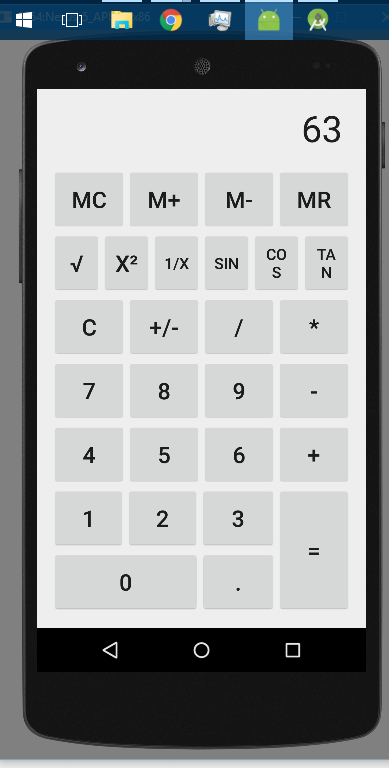 63
MC M+ M- MR
√ X² 1/X SIN CO
S TA
N
C +/- / *
7 8 9 -
4 5 6 +
1 2 3
=
0 .